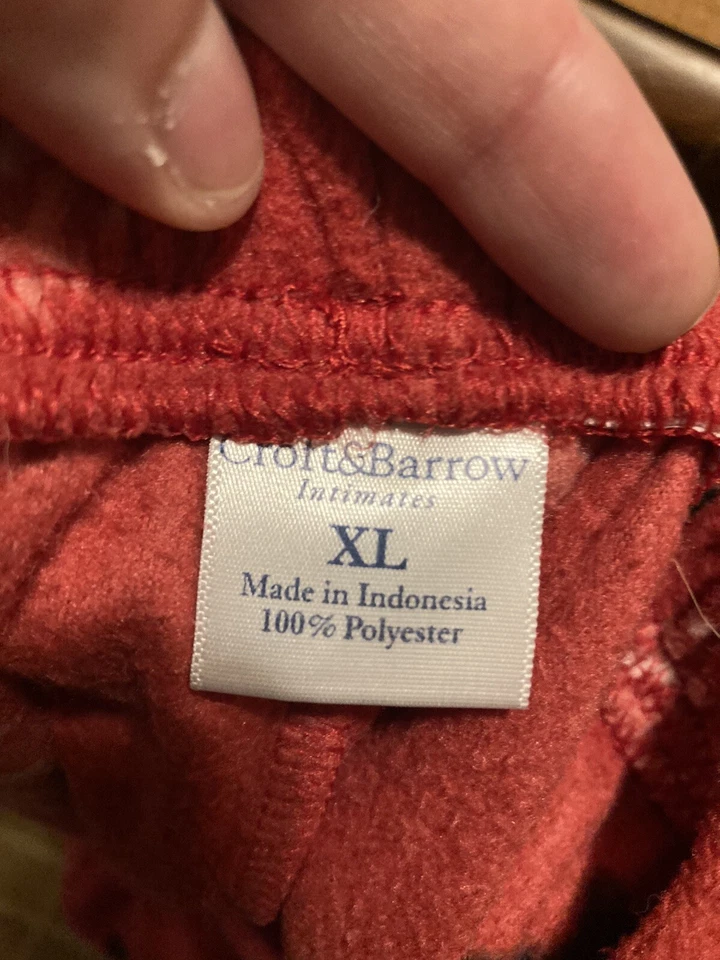 Croft&Barrow
Intimates
XL
Made in Indonesia
100% Polyester